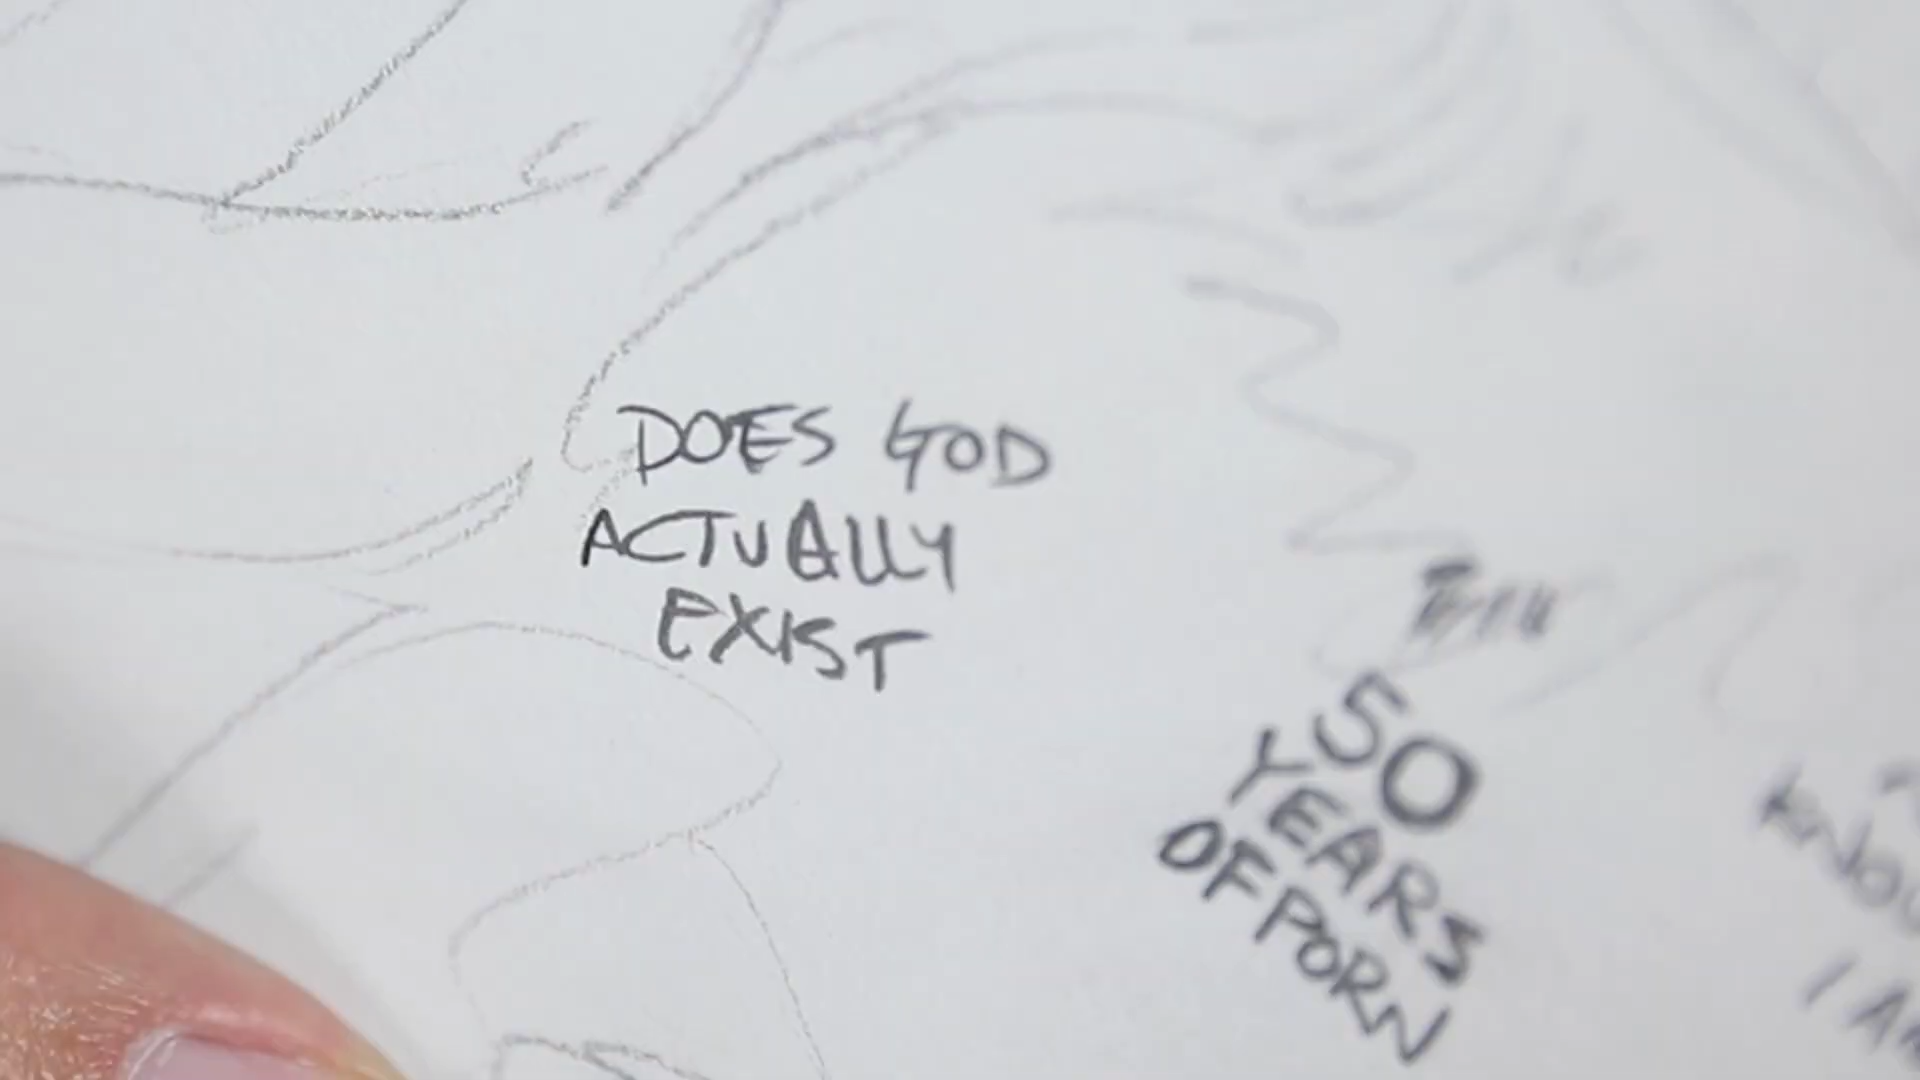 DOES GOD
ACTUALLY
EXIST
50
YEARS
OF PORN
I